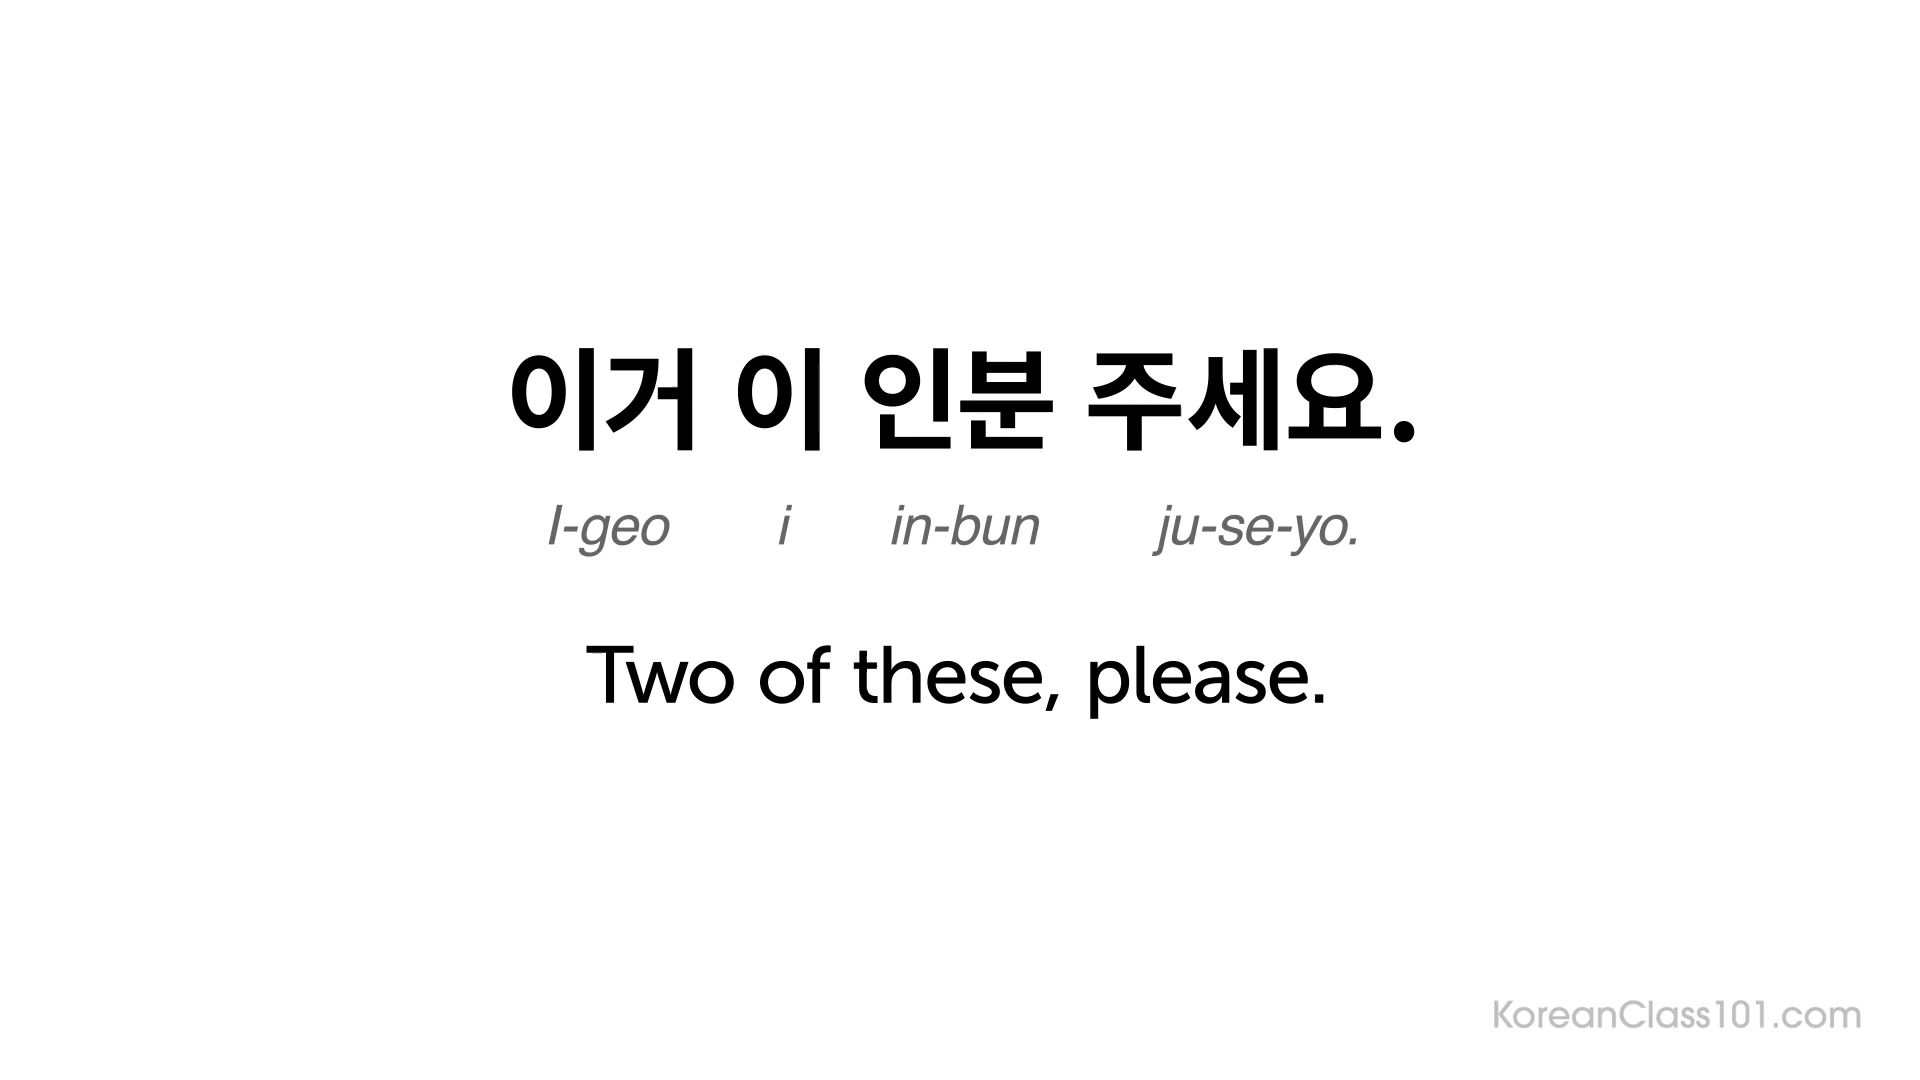 이거 이 인분 주세요.
I-geo i in-bun ju-se-yo.
Two of these, please.
KoreanClass101.com